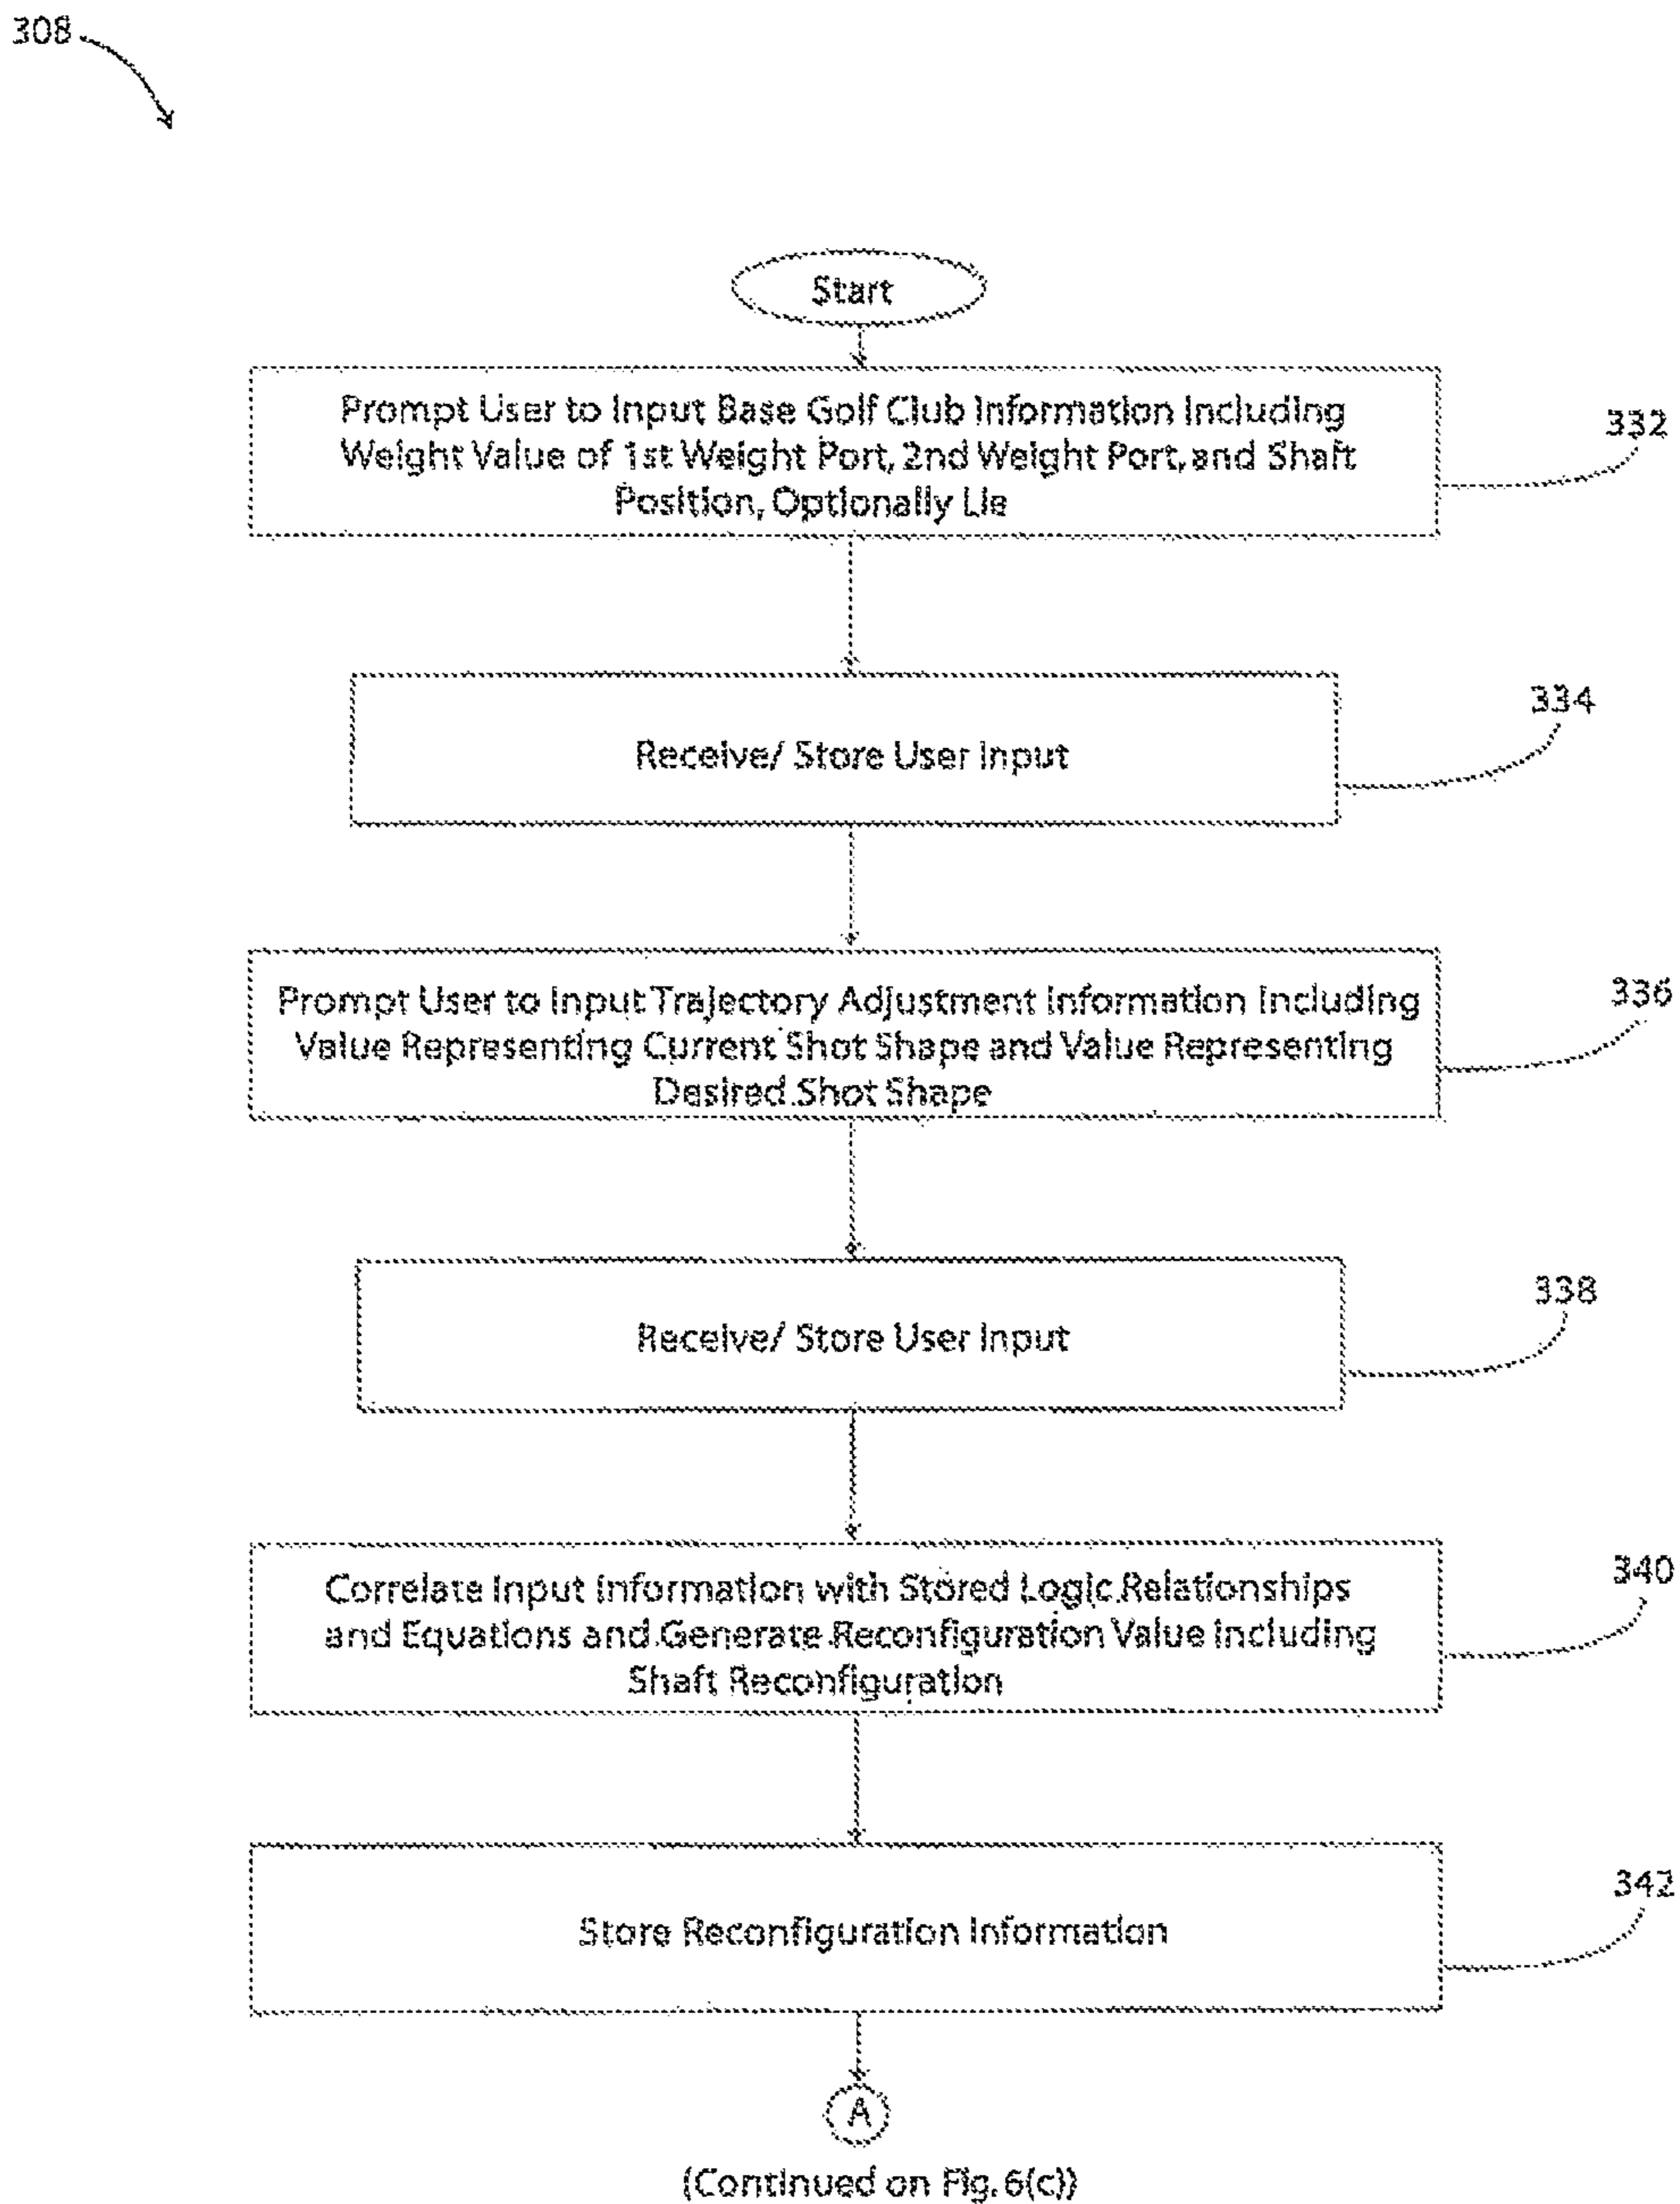 308
Start
Prompt User to Input Base Golf Club Information Including
Weight Value of 1st Weight Port, 2nd Weight Port, and Shaft
Position, Optionally Lie
332
Receive/ Store User Input
334
Prompt User to Input Trajectory Adjustment Information Including
Value Representing Current Shot Shape and Value Representing
Desired Shot Shape
336
Receive/ Store User Input
338
Correlate Input Information with Stored Logic Relationships
and Equations and Generate Reconfiguration Value Including
Shaft Reconfiguration
340
Store Reconfiguration Information
342
A
(Continued on Fig. 6(c))